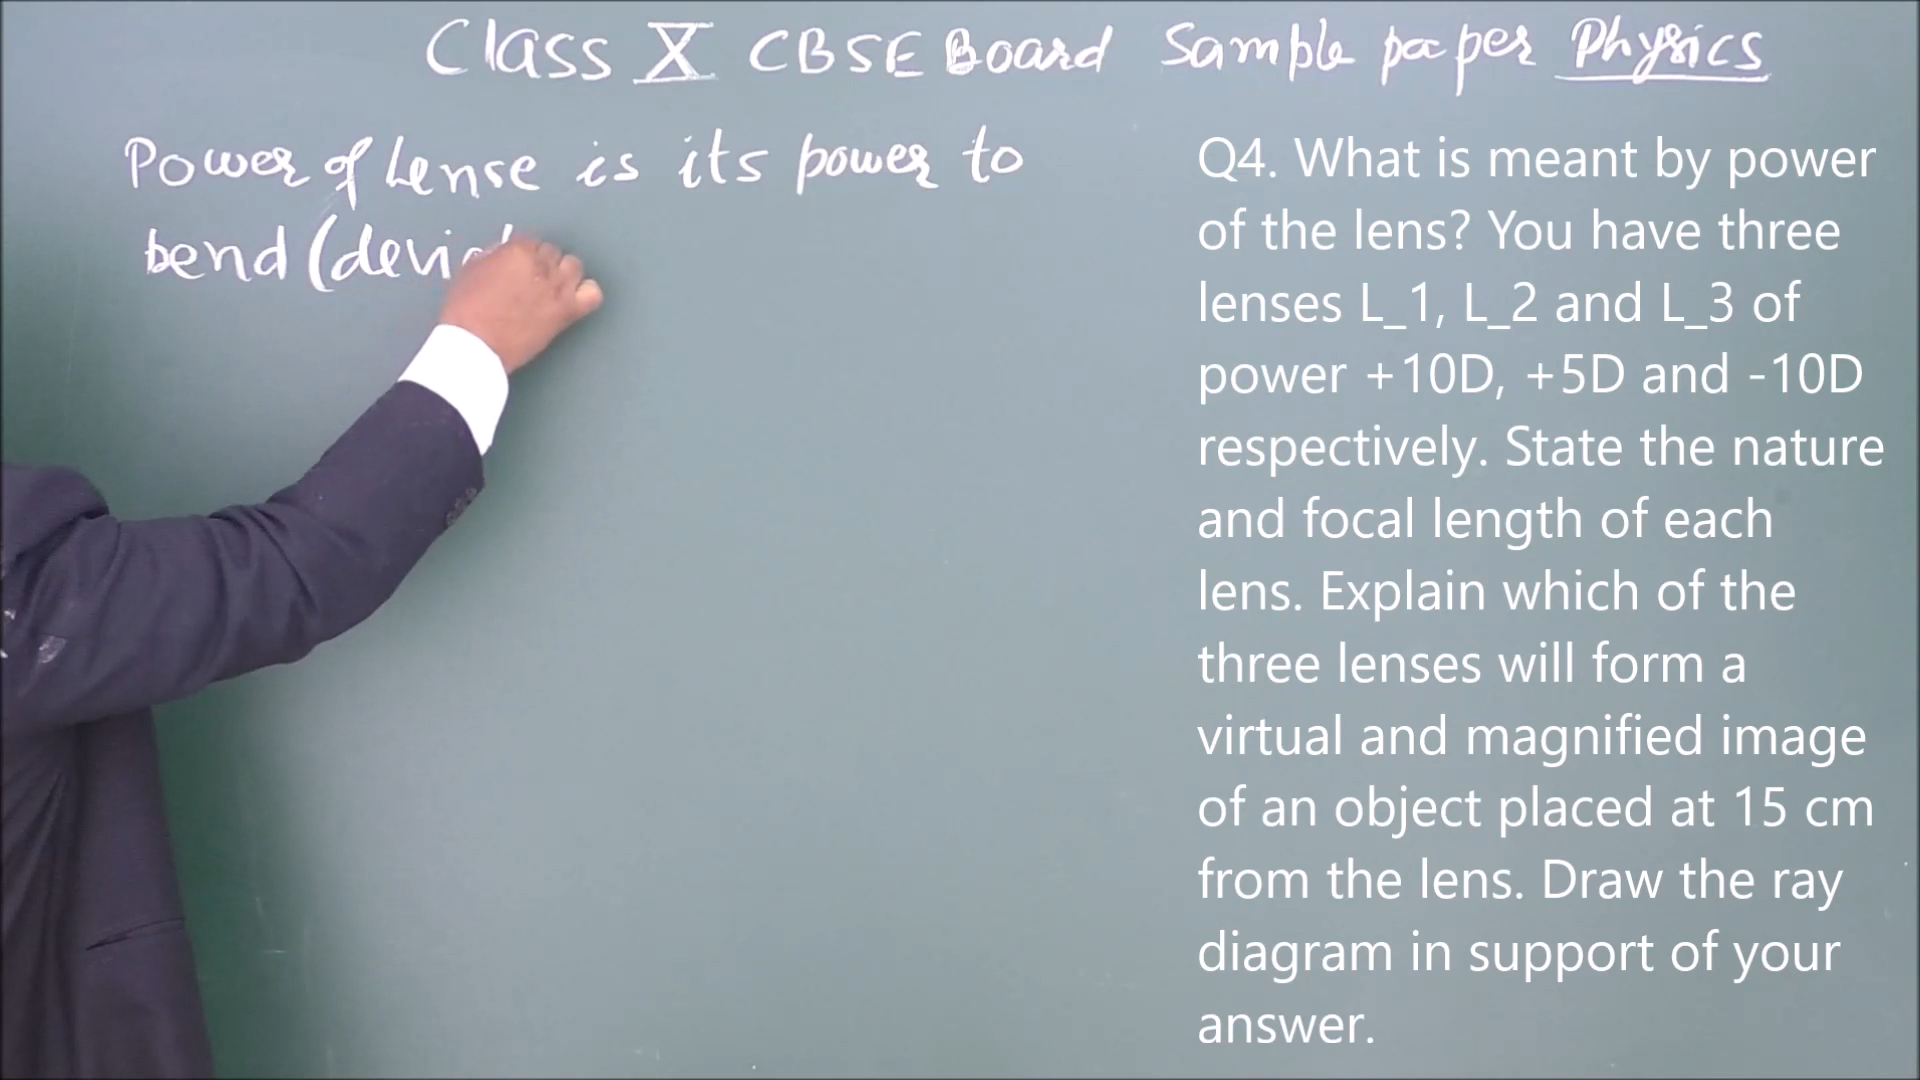 Class X CBSE Board Sample paper Physics
Power of Lense is its power to
bend (devia
Q4. What is meant by power
of the lens? You have three
lenses L_1, L_2 and L_3 of
power +10D, +5D and -10D
respectively. State the nature
and focal length of each
lens. Explain which of the
three lenses will form a
virtual and magnified image
of an object placed at 15 cm
from the lens. Draw the ray
diagram in support of your
answer.